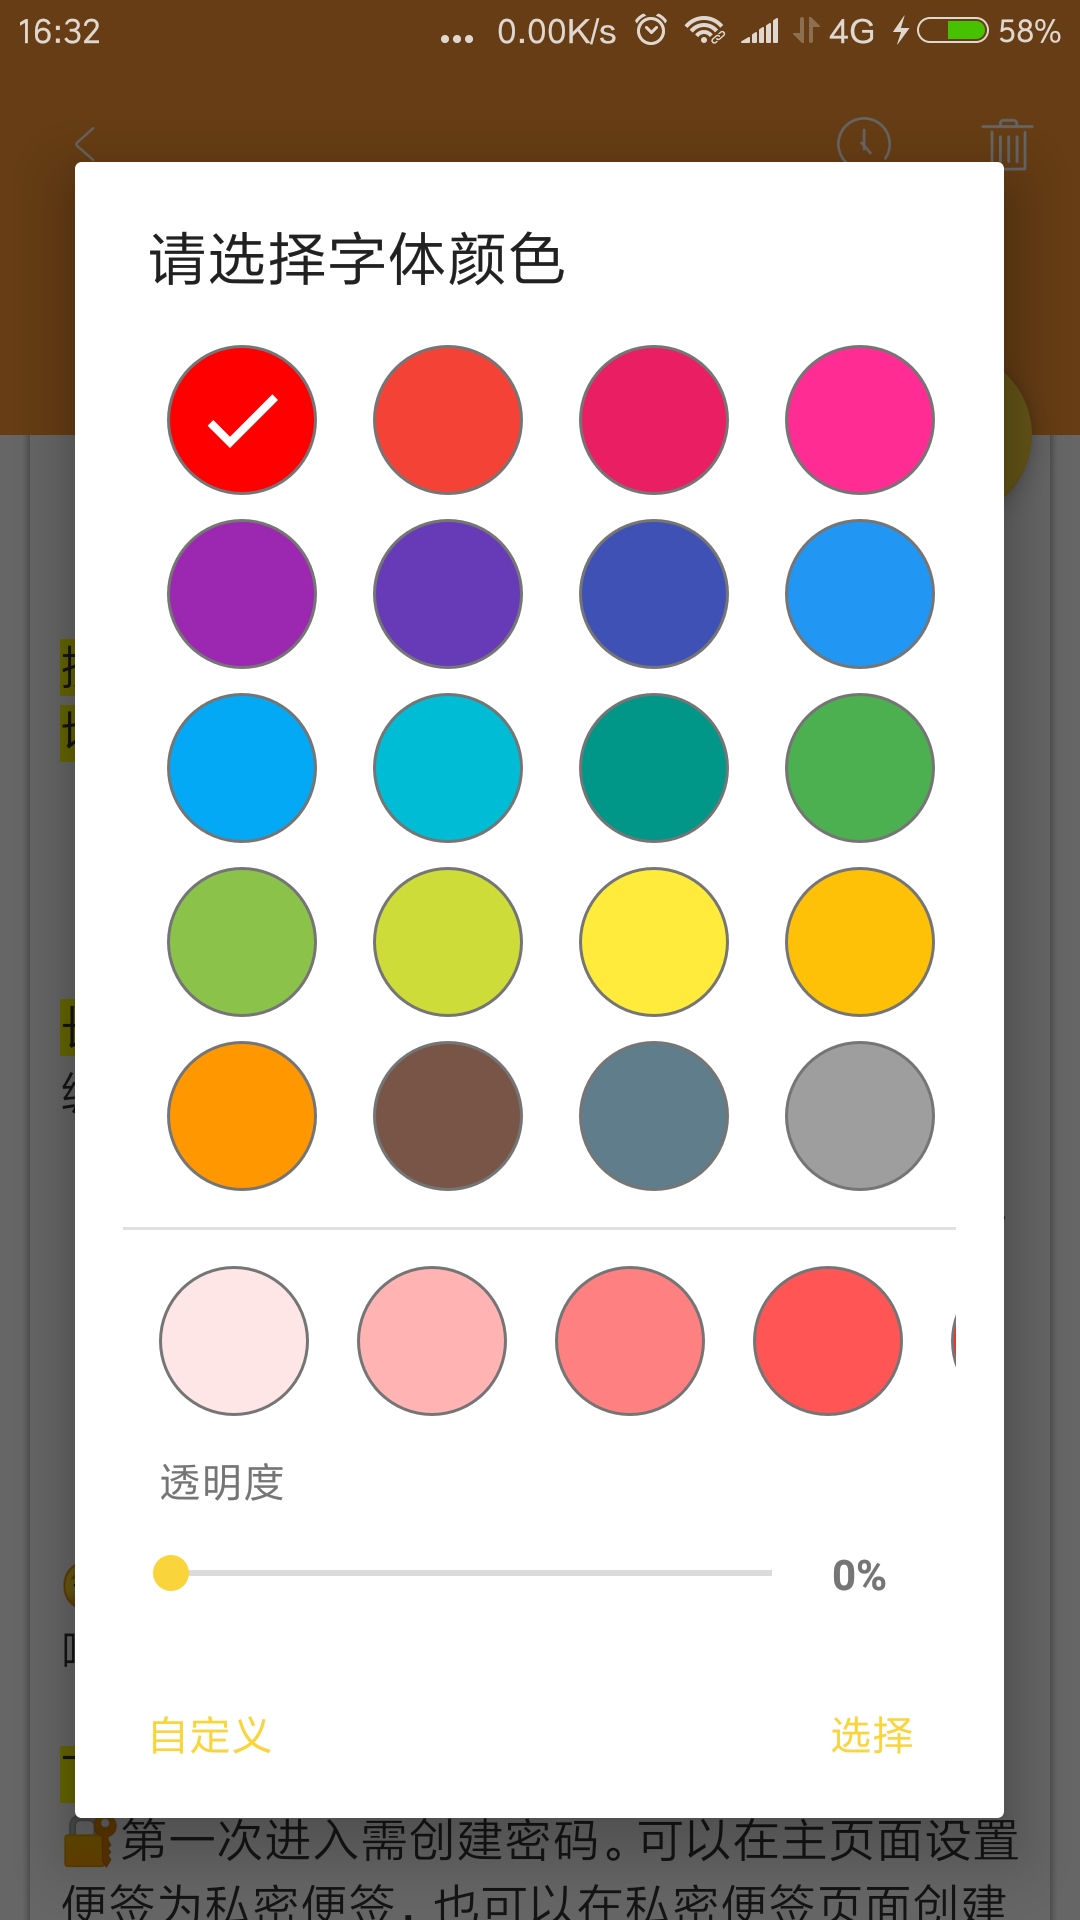 16:32 ... 0.00K/s 4G 58%
请选择字体颜色
透明度
0%
自定义 选择
🔐第一次进入需创建密码。可以在主页面设置
便签为私密便签，也可以在私密便签页面创建